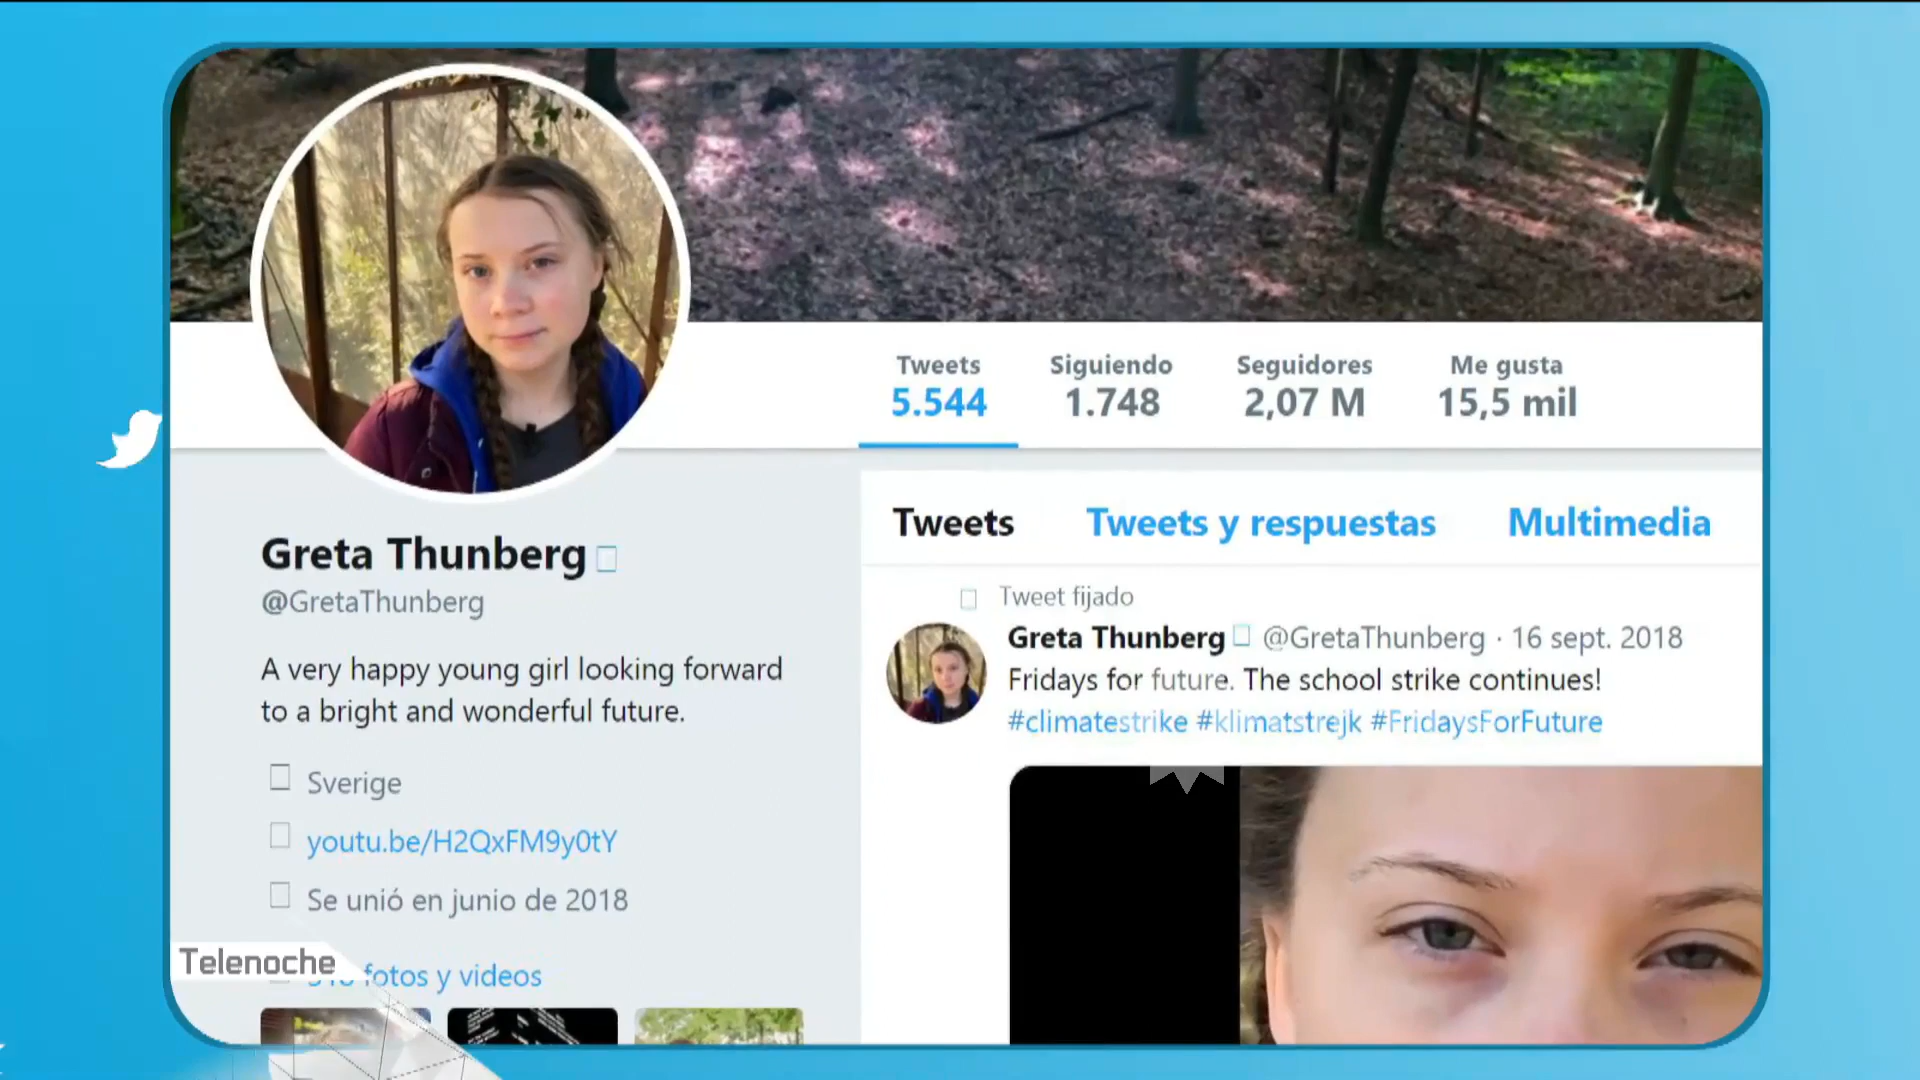 Tweets
5.544
Siguiendo
1.748
Seguidores
2,07 M
Me gusta
15,5 mil
Greta Thunberg
@GretaThunberg
A very happy young girl looking forward
to a bright and wonderful future.
Sverige
youtu.be/H2QxFM9y0tY
Se unió en junio de 2018
fotos y videos
Telenoche
Tweets Tweets y respuestas Multimedia
Tweet fijado
Greta Thunberg @GretaThunberg · 16 sept. 2018
Fridays for future. The school strike continues!
#climatestrike #klimatstrejk #FridaysForFuture